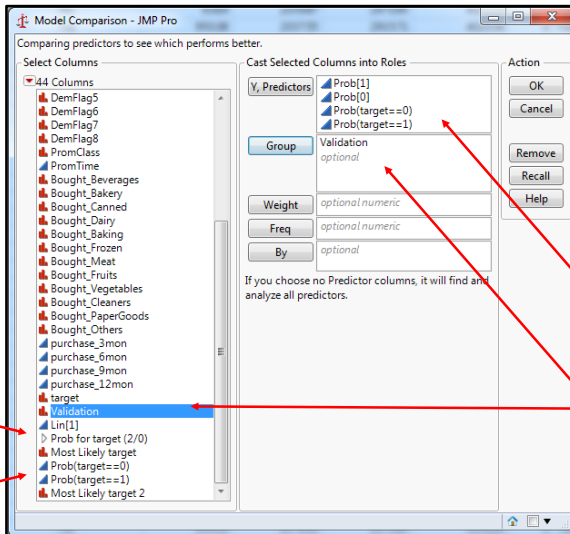 Model Comparison - JMP Pro
Comparing predictors to see which performs better.
Select Columns
44 Columns
DemFlag5
DemFlag6
DemFlag7
DemFlag8
PromClass
PromTime
Bought_Beverages
Bought_Bakery
Bought_Canned
Bought_Dairy
Bought_Baking
Bought_Frozen
Bought_Meat
Bought_Fruits
Bought_Vegetables
Bought_Cleaners
Bought_PaperGoods
Bought_Others
purchase_3mon
purchase_6mon
purchase_9mon
purchase_12mon
target
Validation
Lin[1]
Prob for target (2/0)
Most Likely target
Prob(target==0)
Prob(target==1)
Most Likely target 2
Cast Selected Columns into Roles
Y, Predictors
Prob[1]
Prob[0]
Prob(target==0)
Prob(target==1)
Group
Validation
optional
Weight
optional numeric
Freq
optional numeric
By
optional
If you choose no Predictor columns, it will find and
analyze all predictors.
Action
OK
Cancel
Remove
Recall
Help